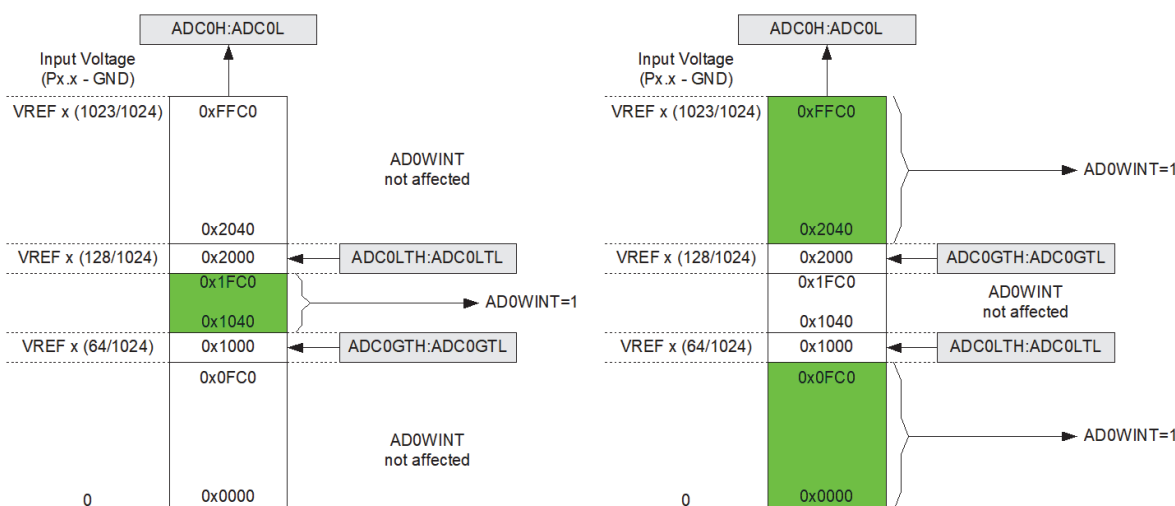 ADC0H:ADC0L
Input Voltage
(Px.x - GND)
VREF x (1023/1024)
0xFFC0
AD0WINT
not affected
0x2040
VREF x (128/1024)
0x2000
ADC0LTH:ADC0LTL
0x1FC0
AD0WINT=1
0x1040
VREF x (64/1024)
0x1000
ADC0GTH:ADC0GTL
0x0FC0
AD0WINT
not affected
0
0x0000
ADC0H:ADC0L
Input Voltage
(Px.x - GND)
VREF x (1023/1024)
0xFFC0
AD0WINT=1
0x2040
VREF x (128/1024)
0x2000
ADC0GTH:ADC0GTL
0x1FC0
AD0WINT
not affected
0x1040
VREF x (64/1024)
0x1000
ADC0LTH:ADC0LTL
0x0FC0
AD0WINT=1
0
0x0000